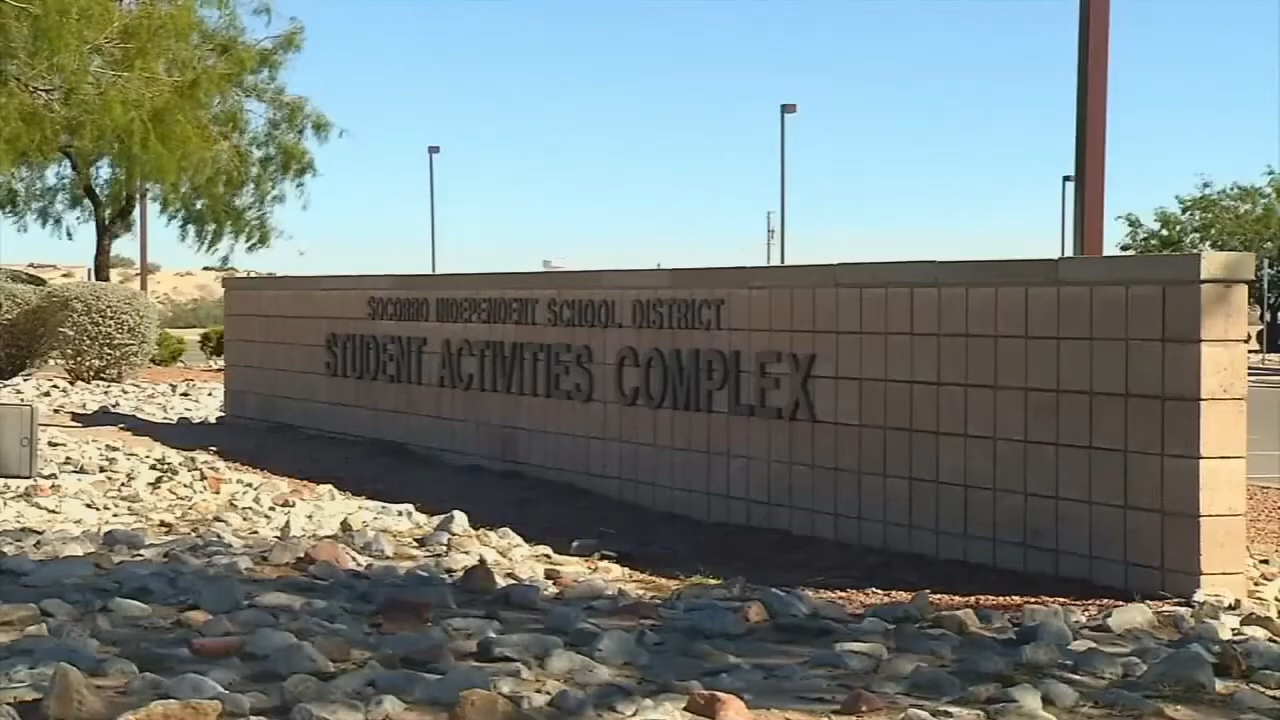 SOCORRO INDEPENDENT SCHOOL DISTRICT
STUDENT ACTIVITIES COMPLEX